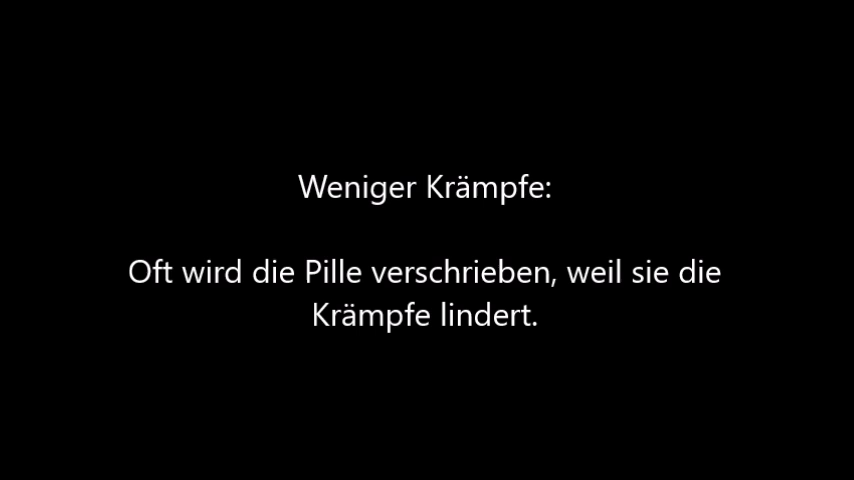 Weniger Krämpfe:
Oft wird die Pille verschrieben, weil sie die
Krämpfe lindert.